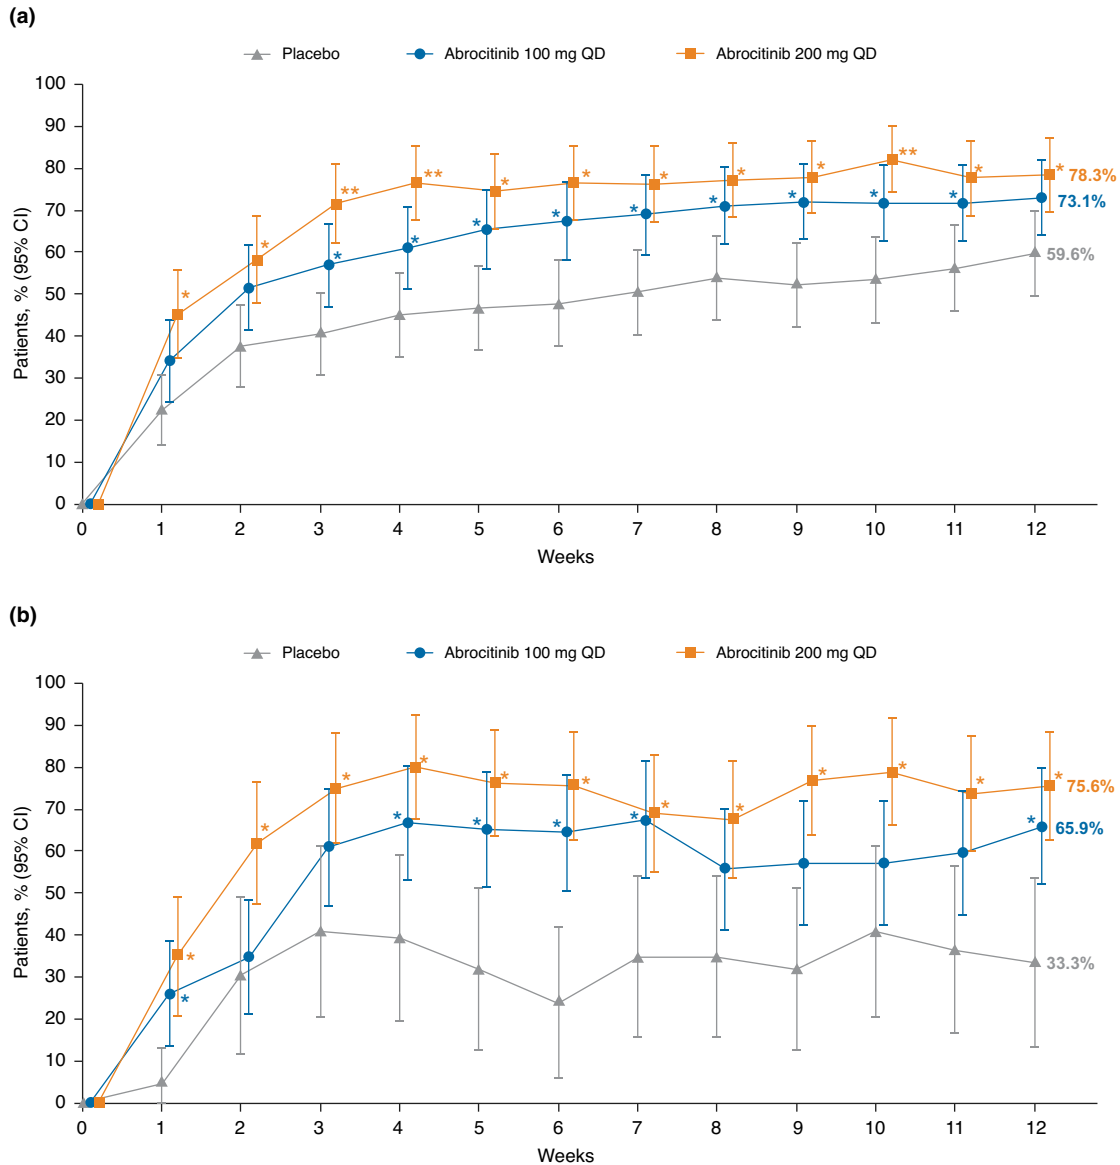 (a)
Placebo Abrocitinib 100 mg QD Abrocitinib 200 mg QD
100
90
80
70
60
50
40
30
20
10
0
Patients, % (95% CI)
* * ** ** * * * * * ** * *
* * * * * * * * *
78.3%
73.1%
59.6%
0 1 2 3 4 5 6 7 8 9 10 11 12
Weeks
(b)
Placebo Abrocitinib 100 mg QD Abrocitinib 200 mg QD
100
90
80
70
60
50
40
30
20
10
0
Patients, % (95% CI)
* * * * * * * * * * * *
* * * * * *
75.6%
65.9%
33.3%
0 1 2 3 4 5 6 7 8 9 10 11 12
Weeks